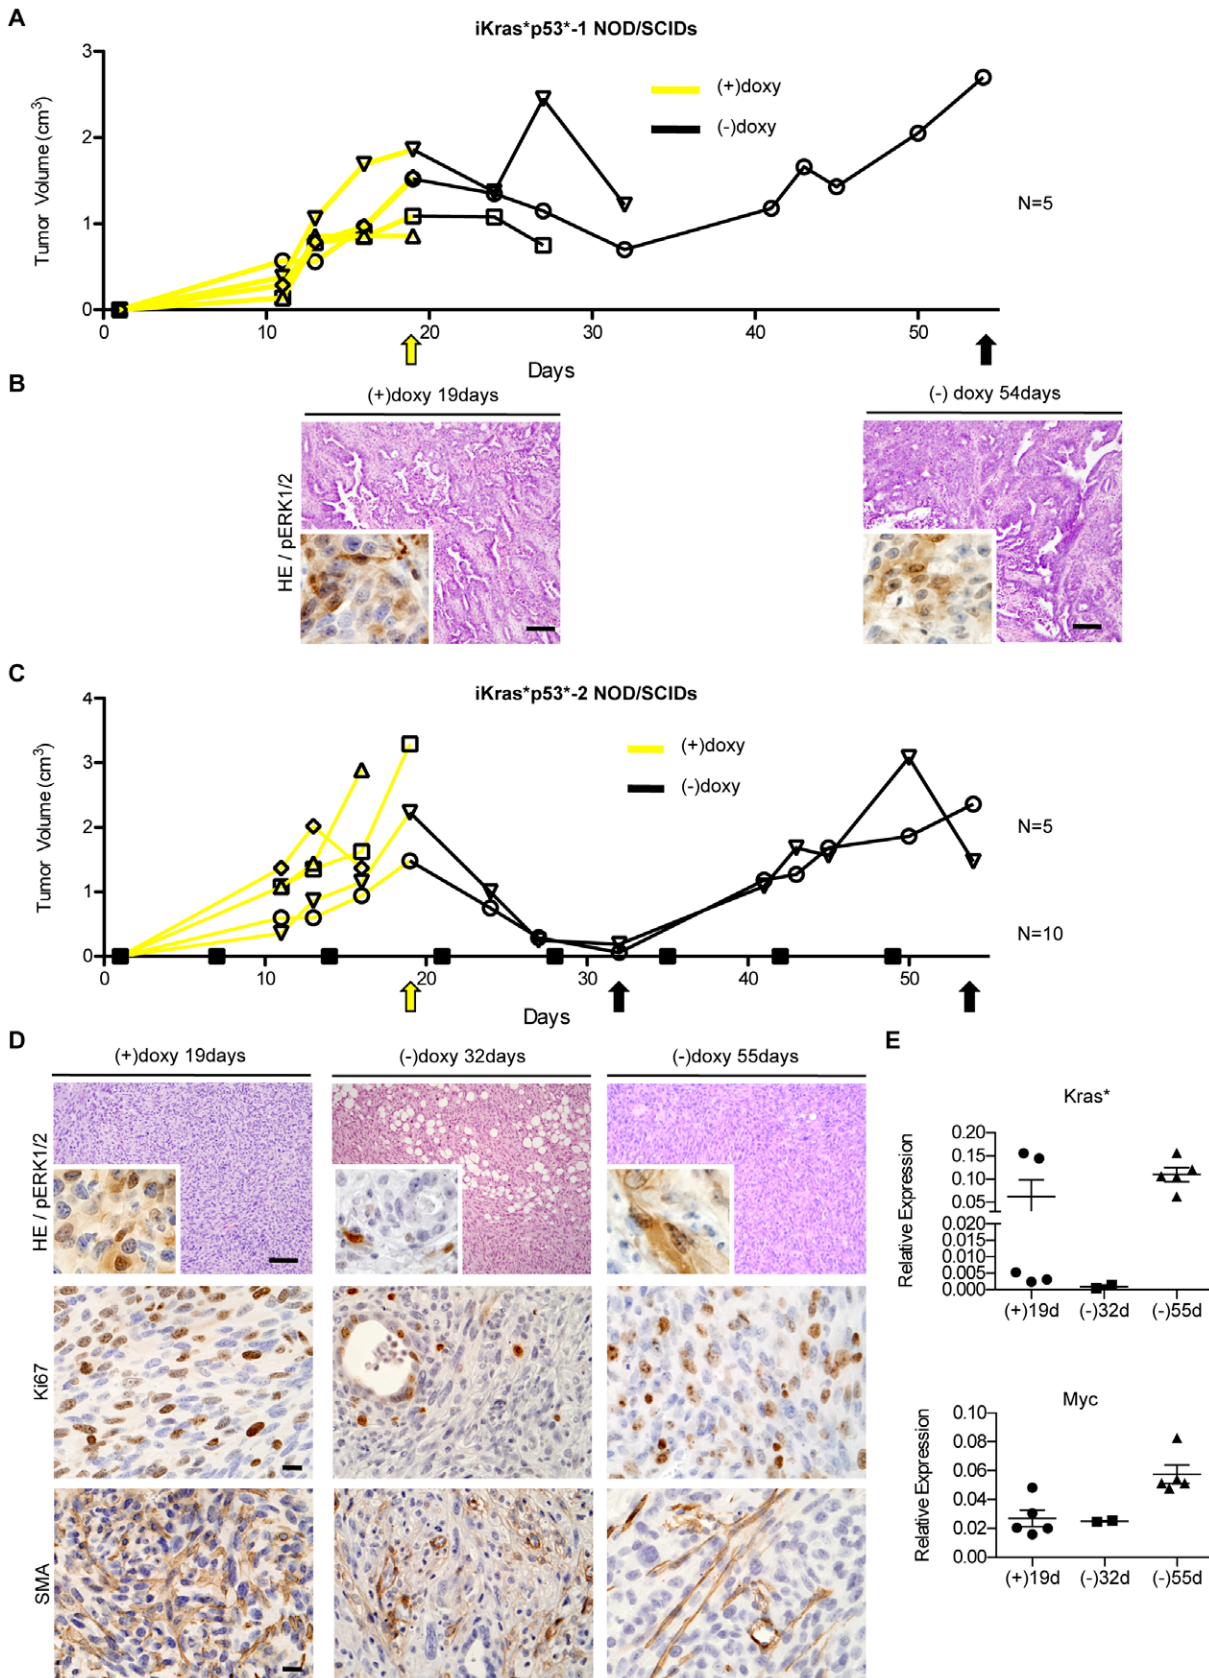 A
iKras*p53*-1 NOD/SCIDs
3
2
1
0
Tumor Volume (cm³)
(+)doxy
(-)doxy
N=5
0 10 20 30 40 50
Days
B
(+)doxy 19days
(-) doxy 54days
HE / pERK1/2
C
iKras*p53*-2 NOD/SCIDs
4
3
2
1
0
Tumor Volume (cm³)
(+)doxy
(-)doxy
N=5
N=10
0 10 20 30 40 50
Days
D
(+)doxy 19days
(-)doxy 32days
(-)doxy 55days
HE / pERK1/2
Ki67
SMA
E
Kras*
0.20
0.15
0.10
0.05
0.020
0.015
0.010
0.005
0.000
Relative Expression
(+)19d (-)32d (-)55d
Myc
0.10
0.08
0.06
0.04
0.02
0.00
Relative Expression
(+)19d (-)32d (-)55d